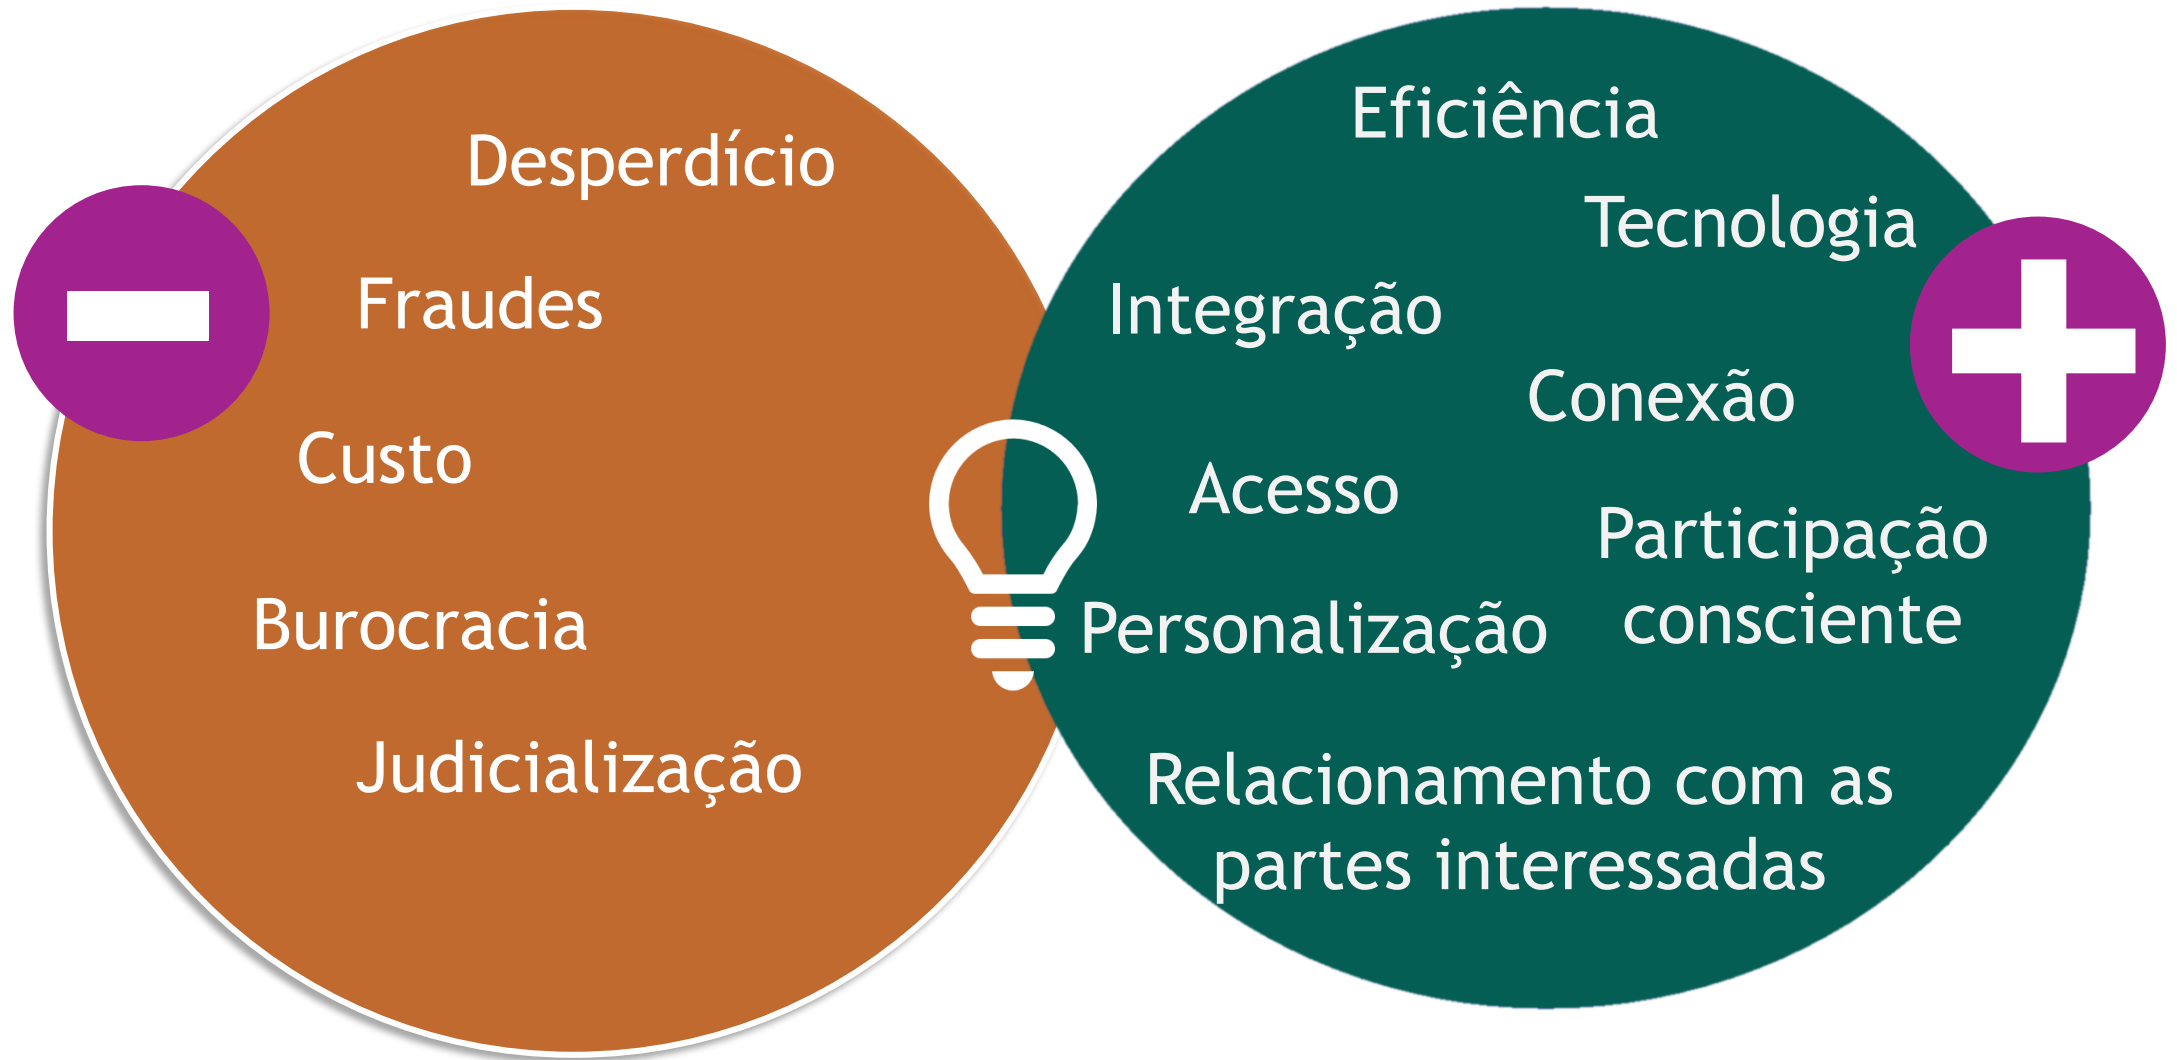 Desperdício
Fraudes
Custo
Burocracia
Judicialização
Eficiência
Tecnologia
Integração
Conexão
Acesso
Participação
consciente
Personalização
Relacionamento com as
partes interessadas